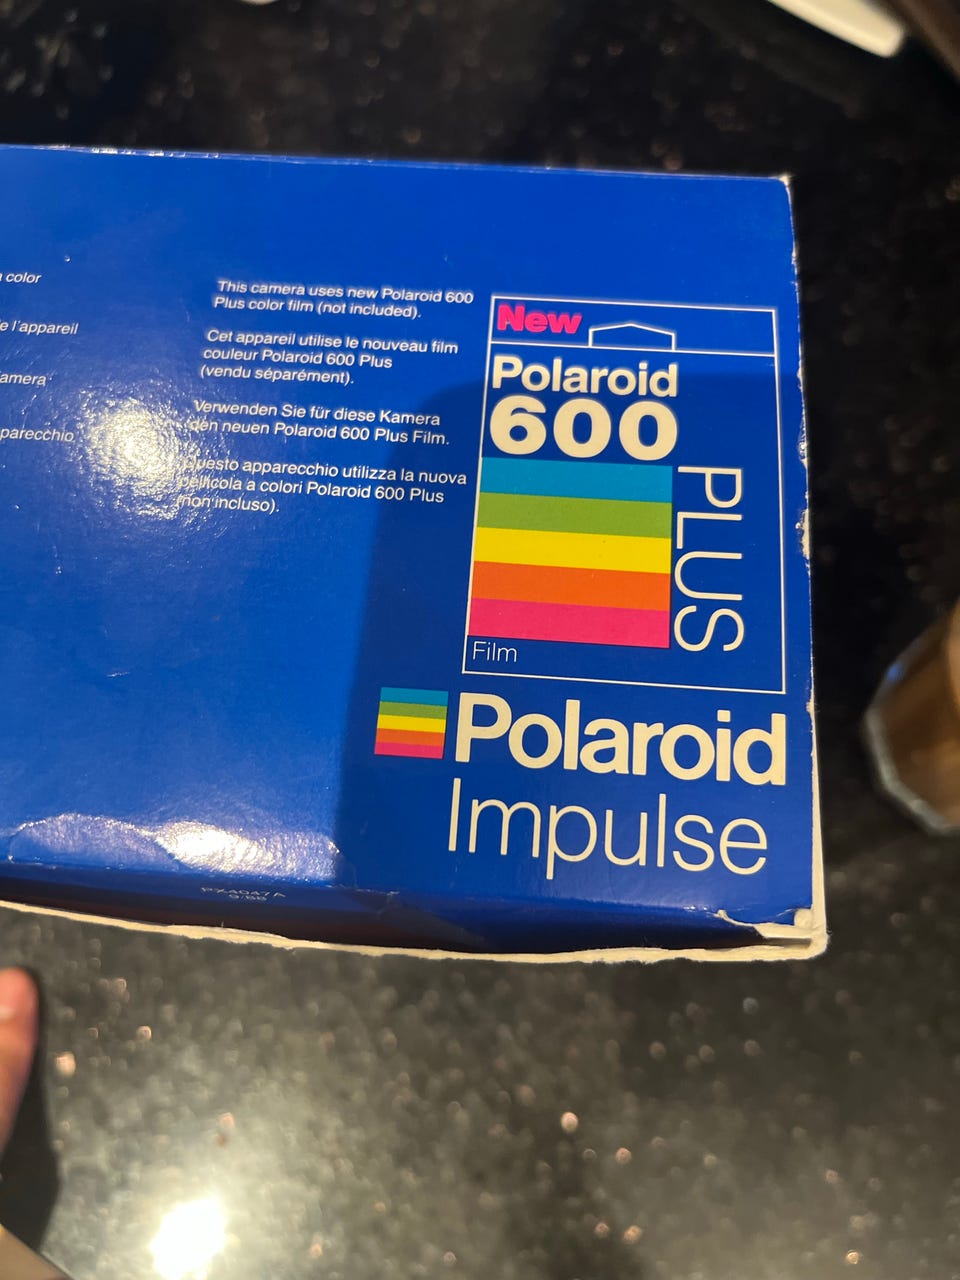 color
e l'appareil
amera
parecchio
This camera uses new Polaroid 600
Plus color film (not included).
Cet appareil utilise le nouveau film
couleur Polaroid 600 Plus
(vendu séparément).
Verwenden Sie für diese Kamera
den neuen Polaroid 600 Plus Film.
Questo apparecchio utilizza la nuova
pellicola a colori Polaroid 600 Plus
(non incluso).
New
Polaroid
600
PLUS
Film
Polaroid
Impulse